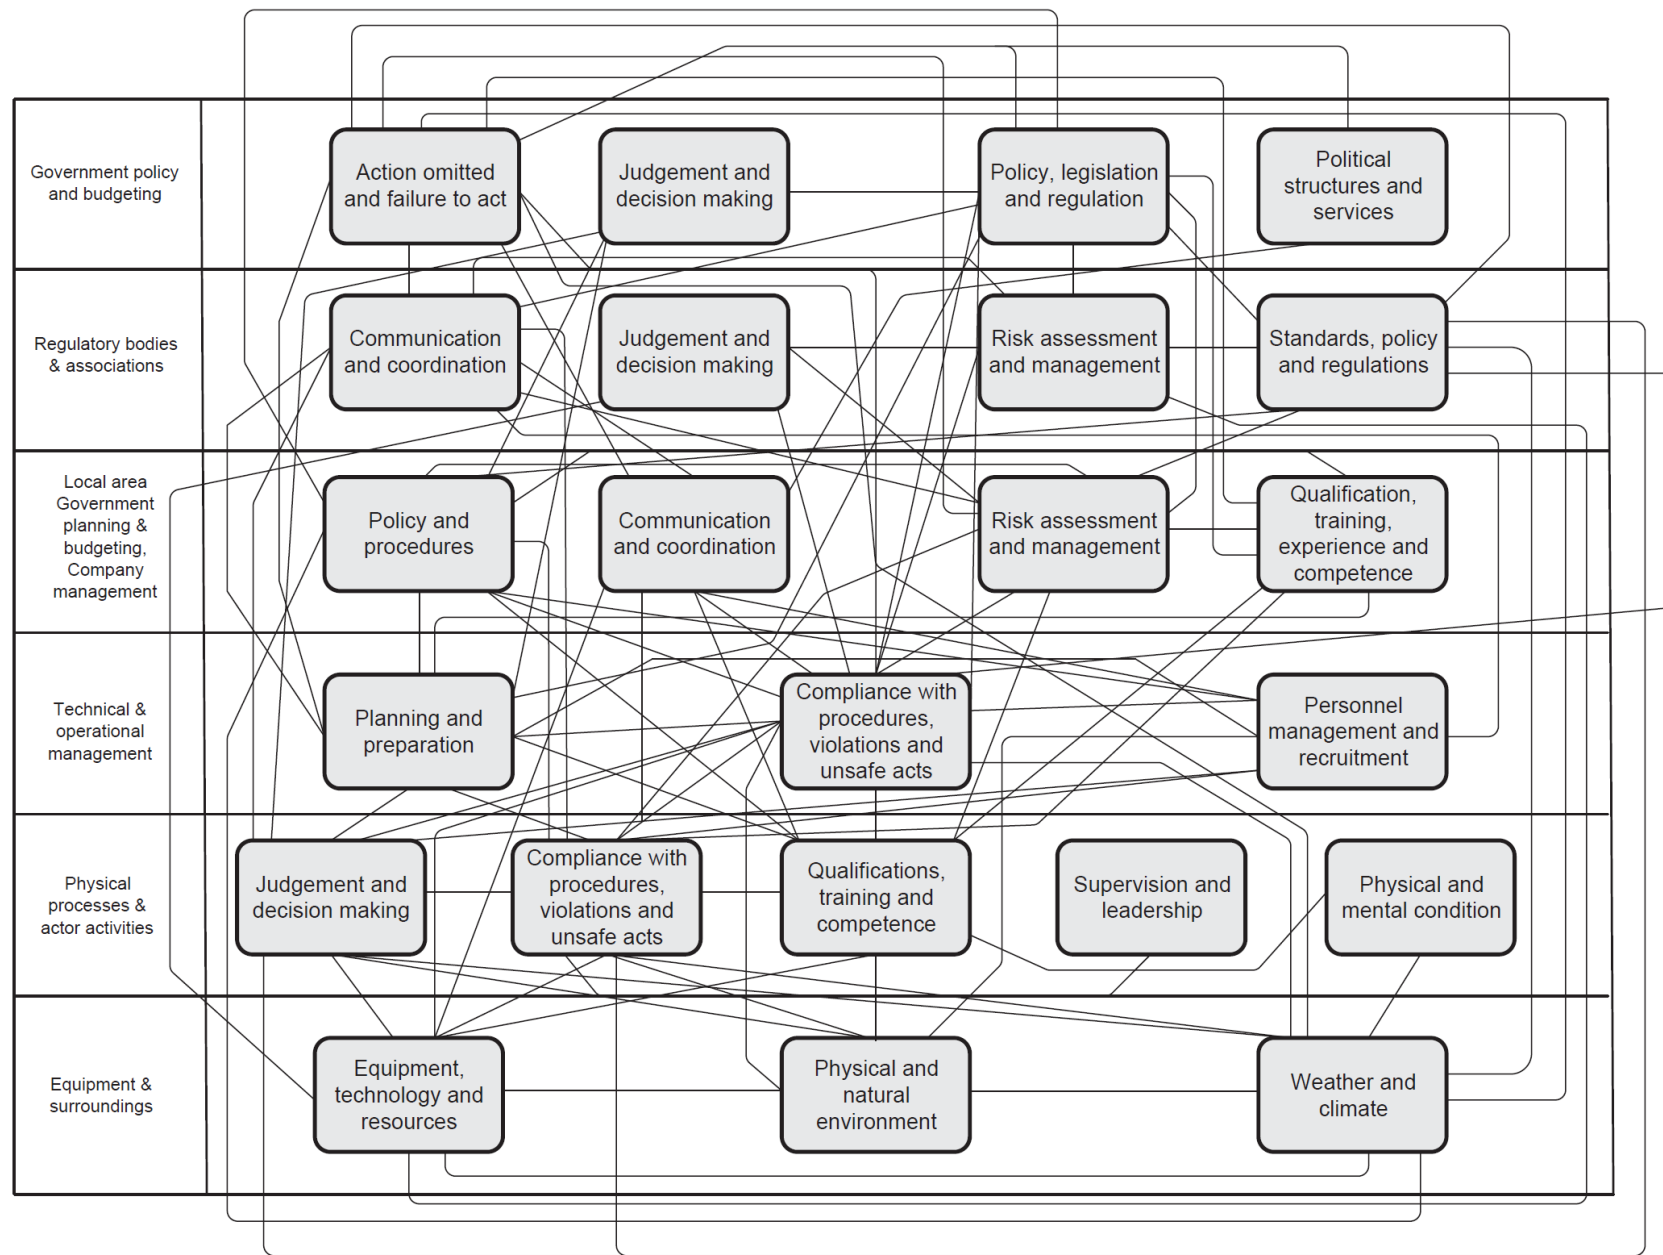 Government policy
and budgeting
Action omitted
and failure to act
Judgement and
decision making
Policy, legislation
and regulation
Political
structures and
services
Regulatory bodies
& associations
Communication
and coordination
Judgement and
decision making
Risk assessment
and management
Standards, policy
and regulations
Local area
Government
planning &
budgeting,
Company
management
Policy and
procedures
Communication
and coordination
Risk assessment
and management
Qualification,
training,
experience and
competence
Technical &
operational
management
Planning and
preparation
Compliance with
procedures,
violations and
unsafe acts
Personnel
management and
recruitment
Physical
processes &
actor activities
Judgement and
decision making
Compliance with
procedures,
violations and
unsafe acts
Qualifications,
training and
competence
Supervision and
leadership
Physical and
mental condition
Equipment &
surroundings
Equipment,
technology and
resources
Physical and
natural
environment
Weather and
climate